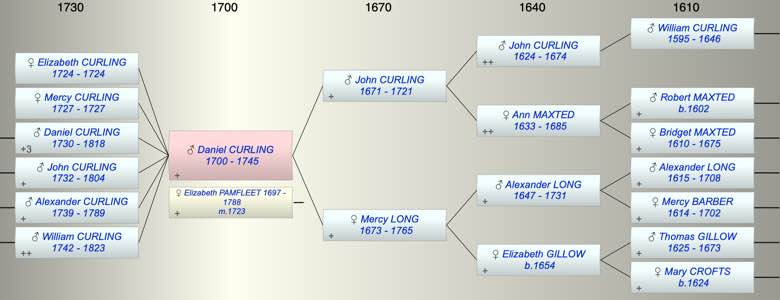 1730 1700 1670 1640 1610
♀ Elizabeth CURLING
1724 - 1724
♀ Mercy CURLING
1727 - 1727
♂ Daniel CURLING
1730 - 1818
+3
♂ John CURLING
1732 - 1804
+
♂ Alexander CURLING
1739 - 1789
+
♂ William CURLING
1742 - 1823
++
♂ Daniel CURLING
1700 - 1745
+
♀ Elizabeth PAMFLEET 1697 -
1788
m.1723
+
♂ John CURLING
1671 - 1721
+
♀ Mercy LONG
1673 - 1765
+
♂ John CURLING
1624 - 1674
++
♀ Ann MAXTED
1633 - 1685
++
♂ Alexander LONG
1647 - 1731
+
♀ Elizabeth GILLOW
b.1654
+
♂ William CURLING
1595 - 1646
♂ Robert MAXTED
b.1602
+
♀ Bridget MAXTED
1610 - 1675
+
♂ Alexander LONG
1615 - 1708
+
♀ Mercy BARBER
1614 - 1702
+
♂ Thomas GILLOW
1625 - 1673
+
♀ Mary CROFTS
b.1624
+